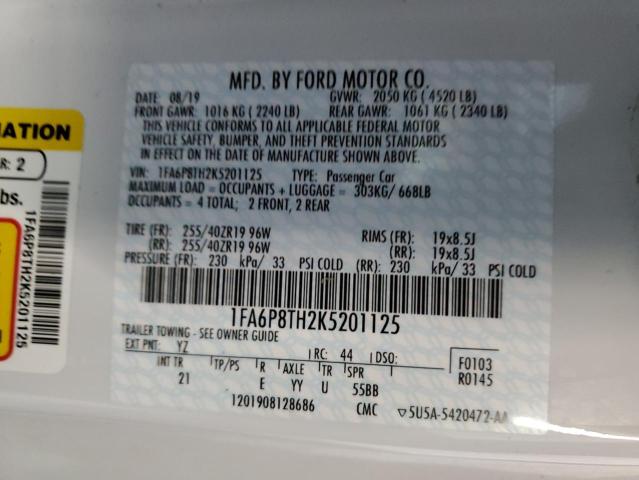 MFD. BY FORD MOTOR CO.
DATE: 08/19 GVWR: 2050 KG ( 4520 LB)
FRONT GAWR: 1016 KG ( 2240 LB) REAR GAWR: 1061 KG ( 2340 LB)
THIS VEHICLE CONFORMS TO ALL APPLICABLE FEDERAL MOTOR
VEHICLE SAFETY, BUMPER, AND THEFT PREVENTION STANDARDS
IN EFFECT ON THE DATE OF MANUFACTURE SHOWN ABOVE.
VIN: 1FA6P8TH2K5201125 TYPE: Passenger Car
MAXIMUM LOAD = OCCUPANTS + LUGGAGE = 303KG/ 668LB
OCCUPANTS = 4 TOTAL; 2 FRONT, 2 REAR
TIRE (FR): 255/40ZR19 96W RIMS (FR): 19x8.5J
(RR): 255/40ZR19 96W (RR): 19x8.5J
PRESSURE (FR): 230 kPa/ 33 PSI COLD (RR): 230 kPa/ 33 PSI COLD
1FA6P8TH2K5201125
TRAILER TOWING - SEE OWNER GUIDE
EXT PNT: YZ RC: 44 DSO: F0103
INT TR TP/PS R AXLE TR SPR R0145
21 E YY U 55BB
1201908128686 CMC 5U5A-5420472-AA
MATION
R: 2
bs.
1FA6P8TH2K5201125